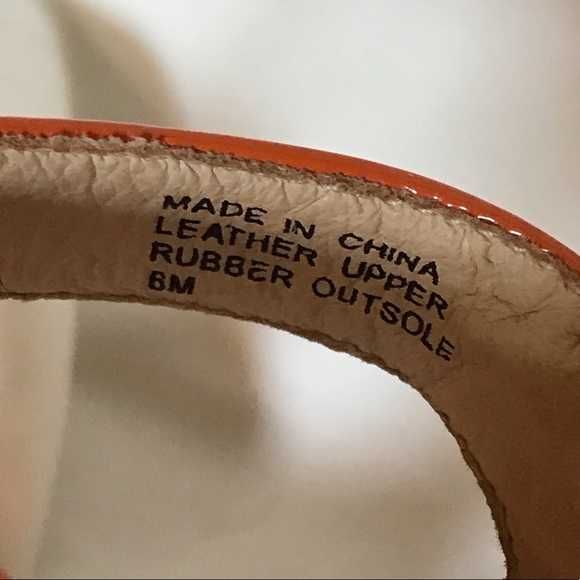 MADE IN CHINA
LEATHER UPPER
RUBBER OUTSOLE
8M